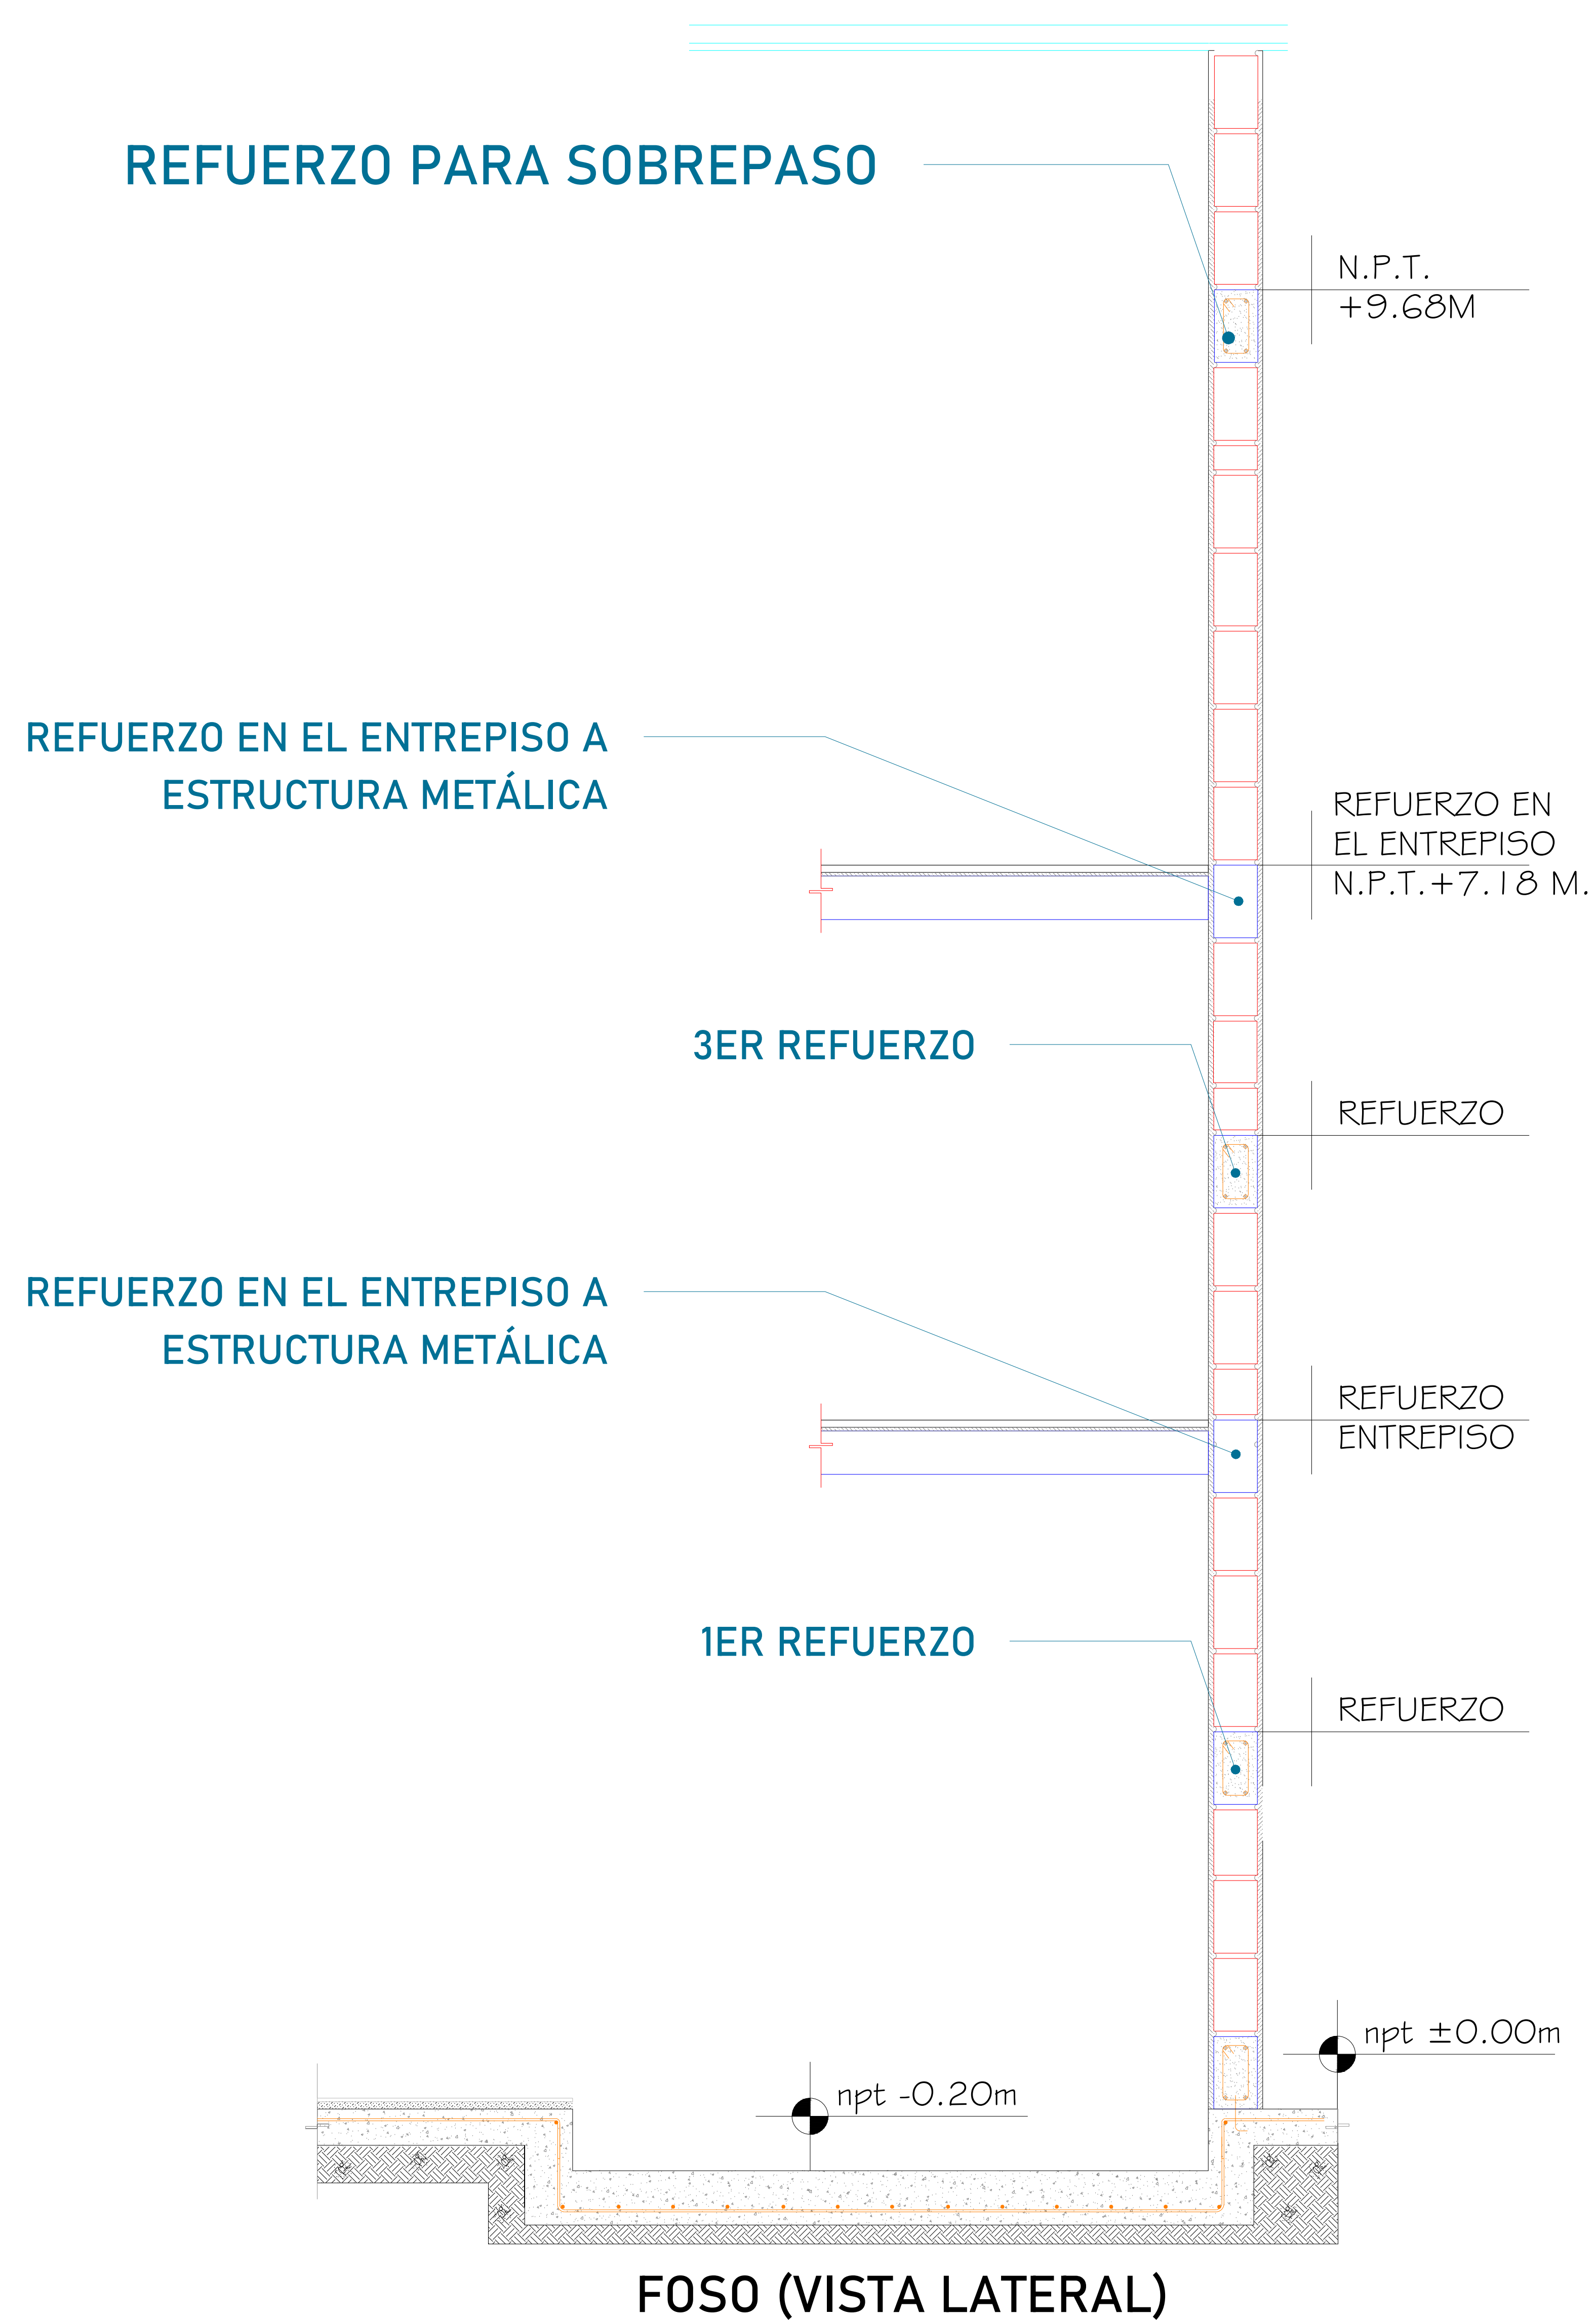 REFUERZO PARA SOBREPASO
N.P.T.
+9.68M
REFUERZO EN EL ENTREPISO A
ESTRUCTURA METÁLICA
REFUERZO EN
EL ENTREPISO
N.P.T.+7.18 M.
3ER REFUERZO
REFUERZO
REFUERZO EN EL ENTREPISO A
ESTRUCTURA METÁLICA
REFUERZO
ENTREPISO
1ER REFUERZO
REFUERZO
npt ±0.00m
npt -0.20m
FOSO (VISTA LATERAL)